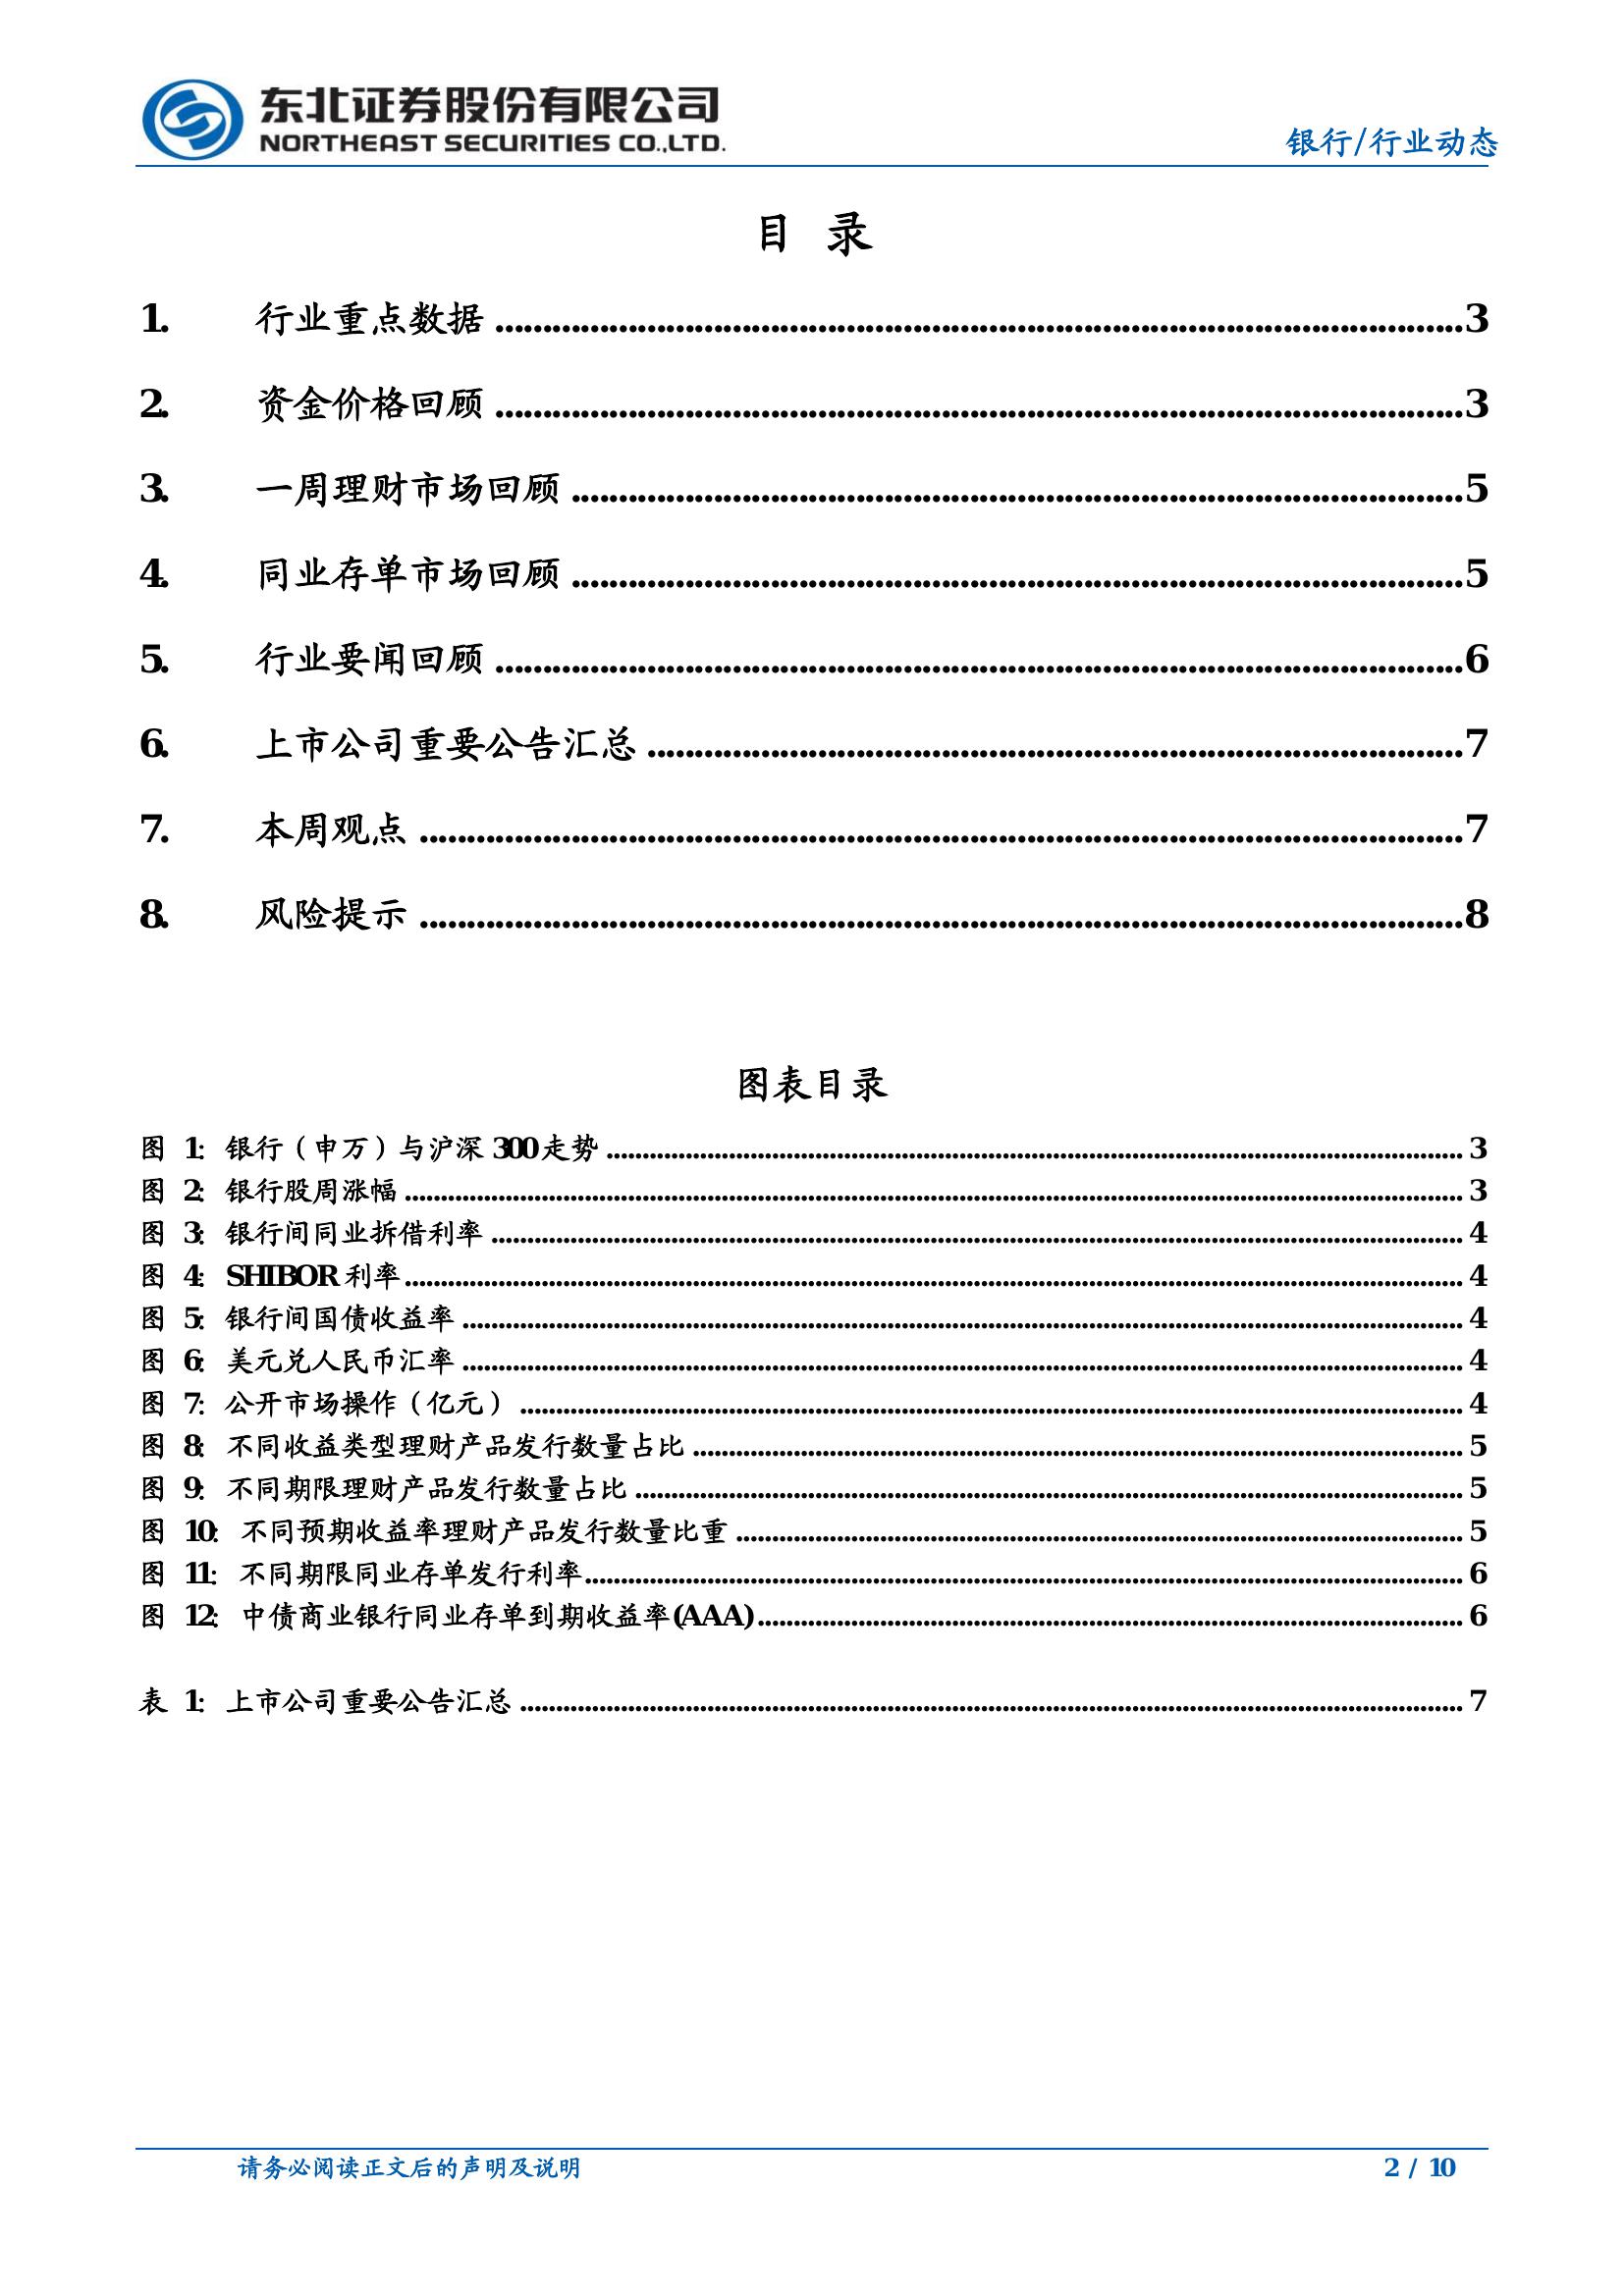 东北证券股份有限公司
NORTHEAST SECURITIES CO.,LTD.
银行/行业动态
目 录
1. 行业重点数据 3
2. 资金价格回顾 3
3. 一周理财市场回顾 5
4. 同业存单市场回顾 5
5. 行业要闻回顾 6
6. 上市公司重要公告汇总 7
7. 本周观点 7
8. 风险提示 8
图表目录
图 1: 银行（申万）与沪深 300 走势 3
图 2: 银行股周涨幅 3
图 3: 银行间同业拆借利率 4
图 4: SHIBOR 利率 4
图 5: 银行间国债收益率 4
图 6: 美元兑人民币汇率 4
图 7: 公开市场操作（亿元） 4
图 8: 不同收益类型理财产品发行数量占比 5
图 9: 不同期限理财产品发行数量占比 5
图 10: 不同预期收益率理财产品发行数量比重 5
图 11: 不同期限同业存单发行利率 6
图 12: 中债商业银行同业存单到期收益率(AAA) 6
表 1: 上市公司重要公告汇总 7
请务必阅读正文后的声明及说明 2 / 10